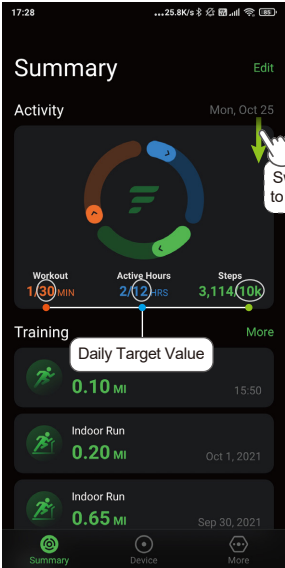 17:28
...25.8K/s
85
Summary
Edit
Activity
Mon, Oct 25
to
Workout
Active Hours
Steps
1/30 MIN
2/12 HRS
3,114/10k
Daily Target Value
Training
More
0.10 MI
15:50
Indoor Run
0.20 MI
Oct 1, 2021
Indoor Run
0.65 MI
Sep 30, 2021
Summary
Device
More